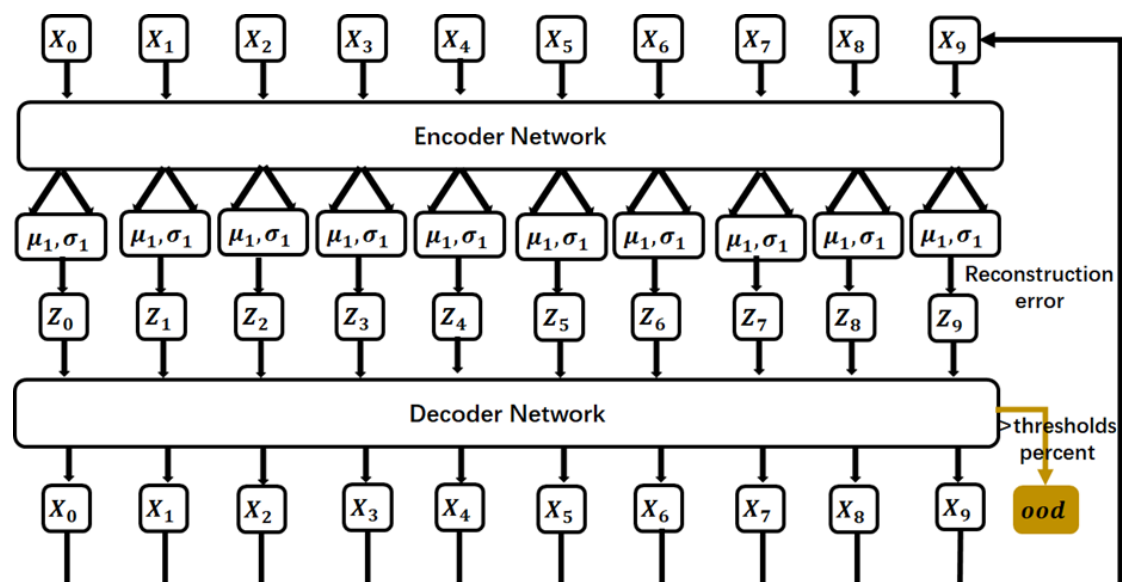 X₀ X₁ X₂ X₃ X₄ X₅ X₆ X₇ X₈ X₉
Encoder Network
μ₁,σ₁ μ₁,σ₁ μ₁,σ₁ μ₁,σ₁ μ₁,σ₁ μ₁,σ₁ μ₁,σ₁ μ₁,σ₁ μ₁,σ₁ μ₁,σ₁
Reconstruction
error
Z₀ Z₁ Z₂ Z₃ Z₄ Z₅ Z₆ Z₇ Z₈ Z₉
Decoder Network
>thresholds
percent
X₀ X₁ X₂ X₃ X₄ X₅ X₆ X₇ X₈ X₉
ood